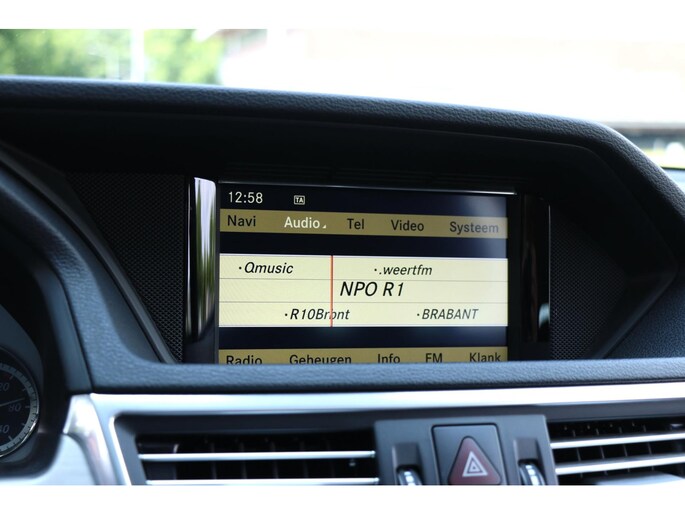 12:58 TA
Navi Audio Tel Video Systeem
·Qmusic ·.weertfm
NPO R1
·R10Bront ·BRABANT
Radio Geheugen Info FM Klank